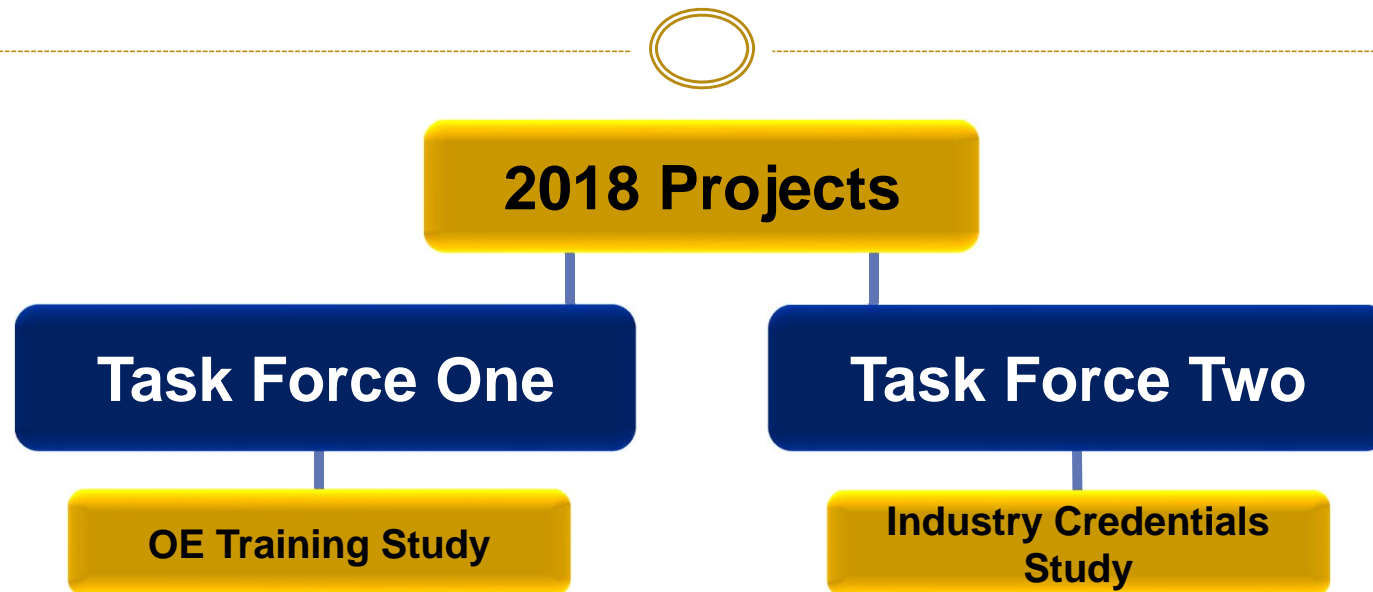 2018 Projects
Task Force One
Task Force Two
OE Training Study
Industry Credentials
Study